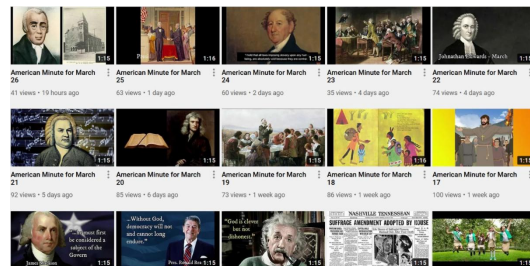 1:15
1:16
1:15
1:15
Johnathan Edwards - March
1:15
American Minute for March 26
41 views • 19 hours ago
American Minute for March 25
63 views • 1 day ago
American Minute for March 24
60 views • 2 days ago
American Minute for March 23
35 views • 4 days ago
American Minute for March 22
74 views • 4 days ago
1:15
1:15
1:15
1:16
1:15
American Minute for March 21
92 views • 5 days ago
American Minute for March 20
85 views • 6 days ago
American Minute for March 19
73 views • 1 week ago
American Minute for March 18
86 views • 1 week ago
American Minute for March 17
100 views • 1 week ago
first
he considered a
subject of the
Govern
James
1:15
"...Without God,
democracy will not
and cannot long
endure."
Pres. Ronald
1:15
"God is clever
but not
dishonest."
1:15
NASHVILLE TENNESSEAN
SUFFRAGE AMENDMENT ADOPTED BY HOUSE
1:15
1:15